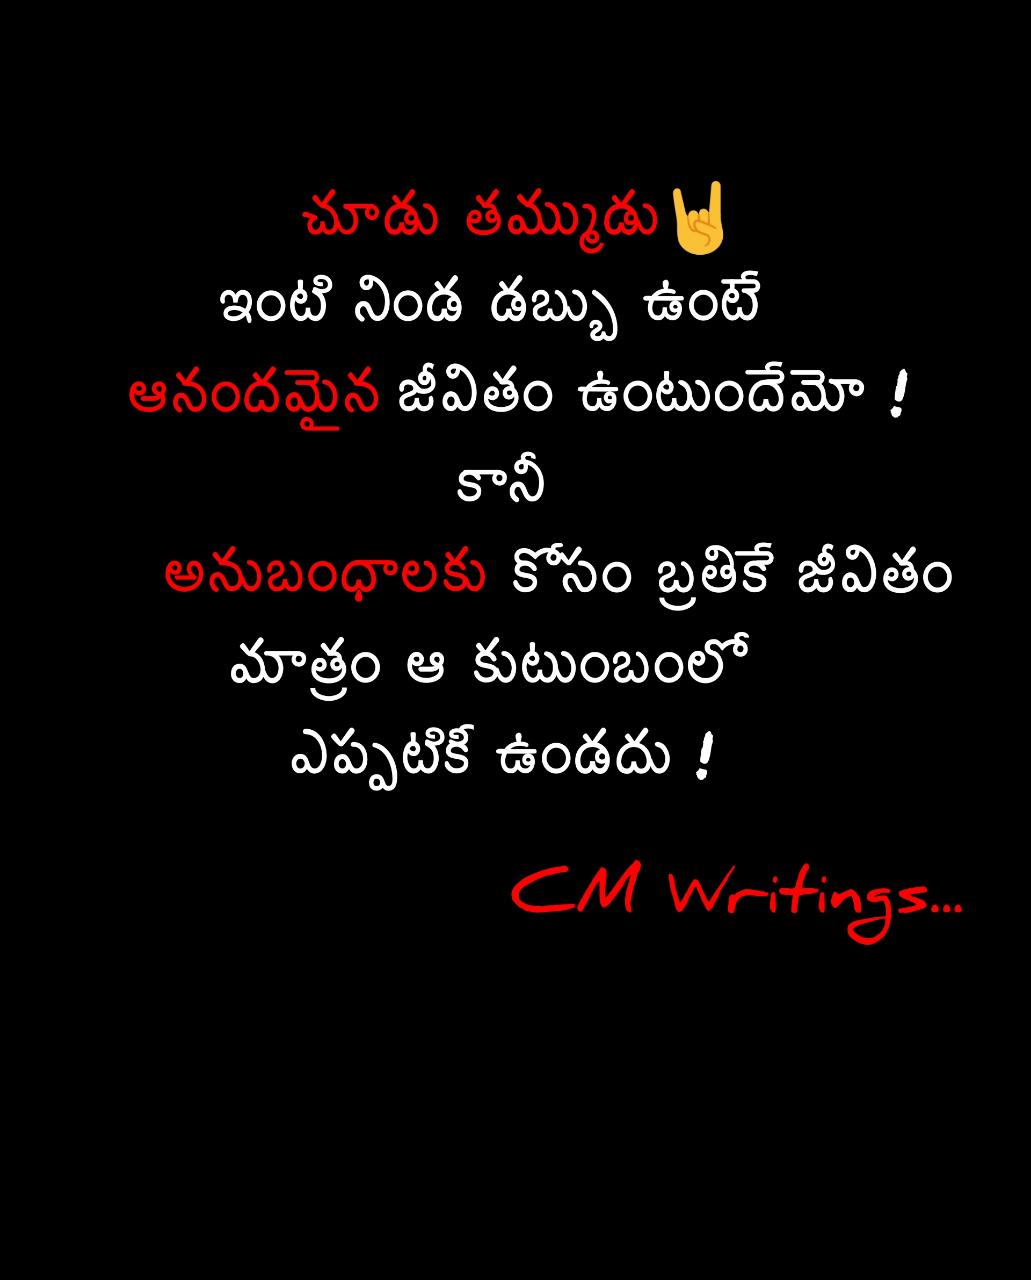 చూడు తమ్ముడు🤘
ఇంటి నిండ డబ్బు ఉంటే
ఆనందమైన జీవితం ఉంటుందేమో !
కానీ
అనుబంధాలకు కోసం బ్రతికే జీవితం
మాత్రం ఆ కుటుంబంలో
ఎప్పటికీ ఉండదు !
CM Writings...